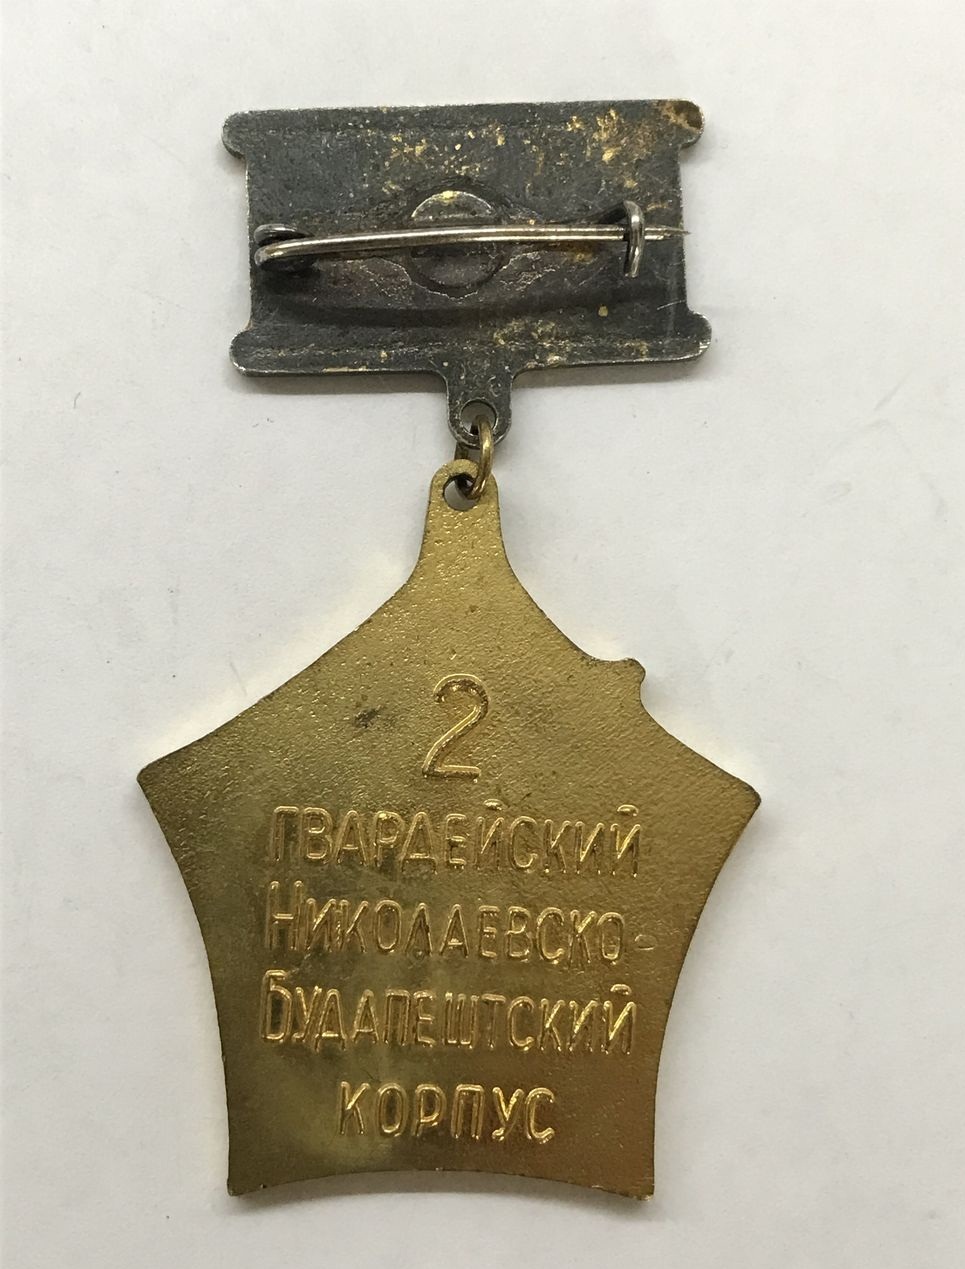 2
ГВАРДЕЙСКИЙ
НИКОЛАЕВСКО-
БУДАПЕШТСКИЙ
КОРПУС